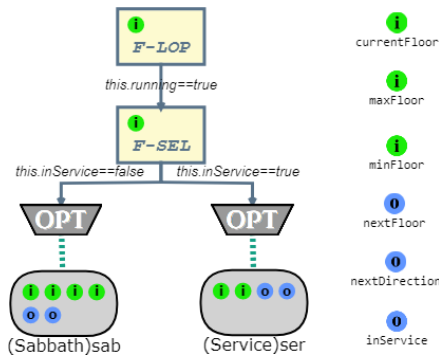 i
F-LOP
this.running==true
i
F-SEL
this.inService==false
this.inService==true
OPT
OPT
i i i i
o o
(Sabbath)sab
i i o o
(Service)ser
i
currentFloor
i
maxFloor
i
minFloor
o
nextFloor
o
nextDirection
o
inService